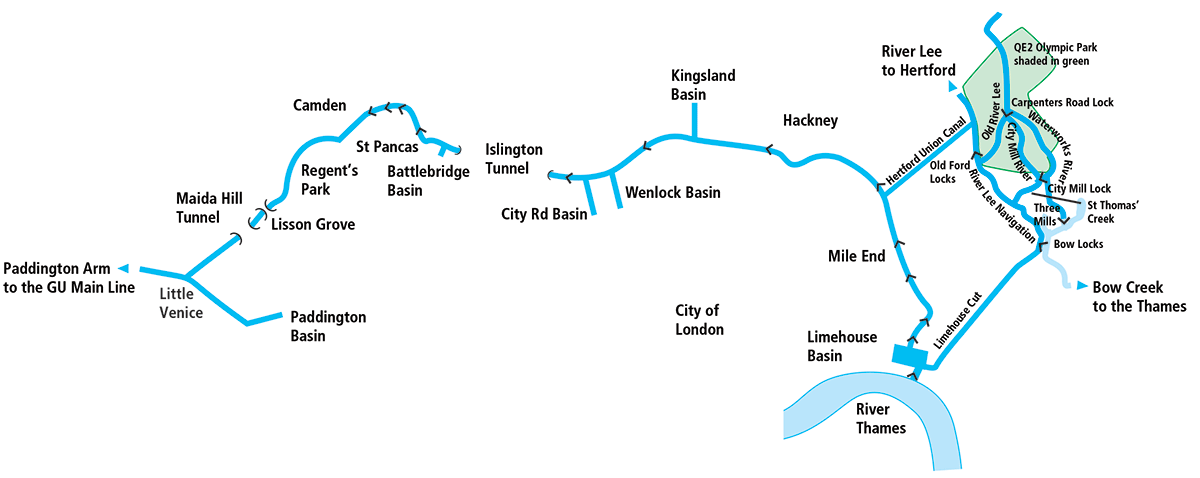 Paddington Arm
to the GU Main Line
Little
Venice
Paddington
Basin
Maida Hill
Tunnel
Lisson Grove
Regent's
Park
Camden
St Pancas
Battlebridge
Basin
Islington
Tunnel
City Rd Basin
Wenlock Basin
Kingsland
Basin
Hackney
Mile End
City of
London
Limehouse
Basin
River
Thames
Limehouse Cut
Hertford Union Canal
River Lee
to Hertford
QE2 Olympic Park
shaded in green
Old River Lee
Carpenters Road Lock
City Mill River
Waterworks River
Old Ford
Locks
River Lee Navigation
City Mill Lock
Three
Mills
St Thomas'
Creek
Bow Locks
Bow Creek
to the Thames